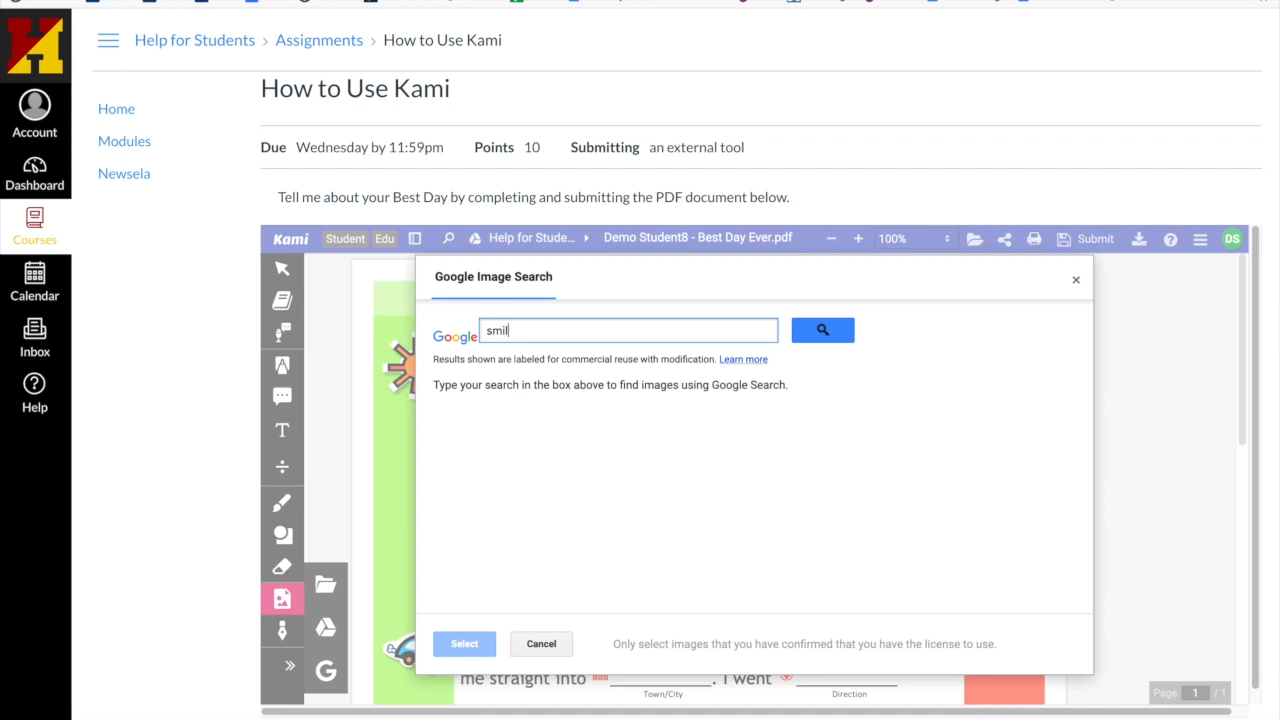 Help for Students > Assignments > How to Use Kami
How to Use Kami
Account
Dashboard
Courses
Calendar
Inbox
Help
Home
Modules
Newsela
Due Wednesday by 11:59pm Points 10 Submitting an external tool
Tell me about your Best Day by completing and submitting the PDF document below.
Kami Student Edu Help for Stude... Demo Student8 - Best Day Ever.pdf − + 100% Submit DS
Google Image Search
Google smil
Results shown are labeled for commercial reuse with modification. Learn more
Type your search in the box above to find images using Google Search.
Select Cancel Only select images that you have confirmed that you have the license to use.
me straight into ____. I went ____
Town/City Direction
Page 1 / 1